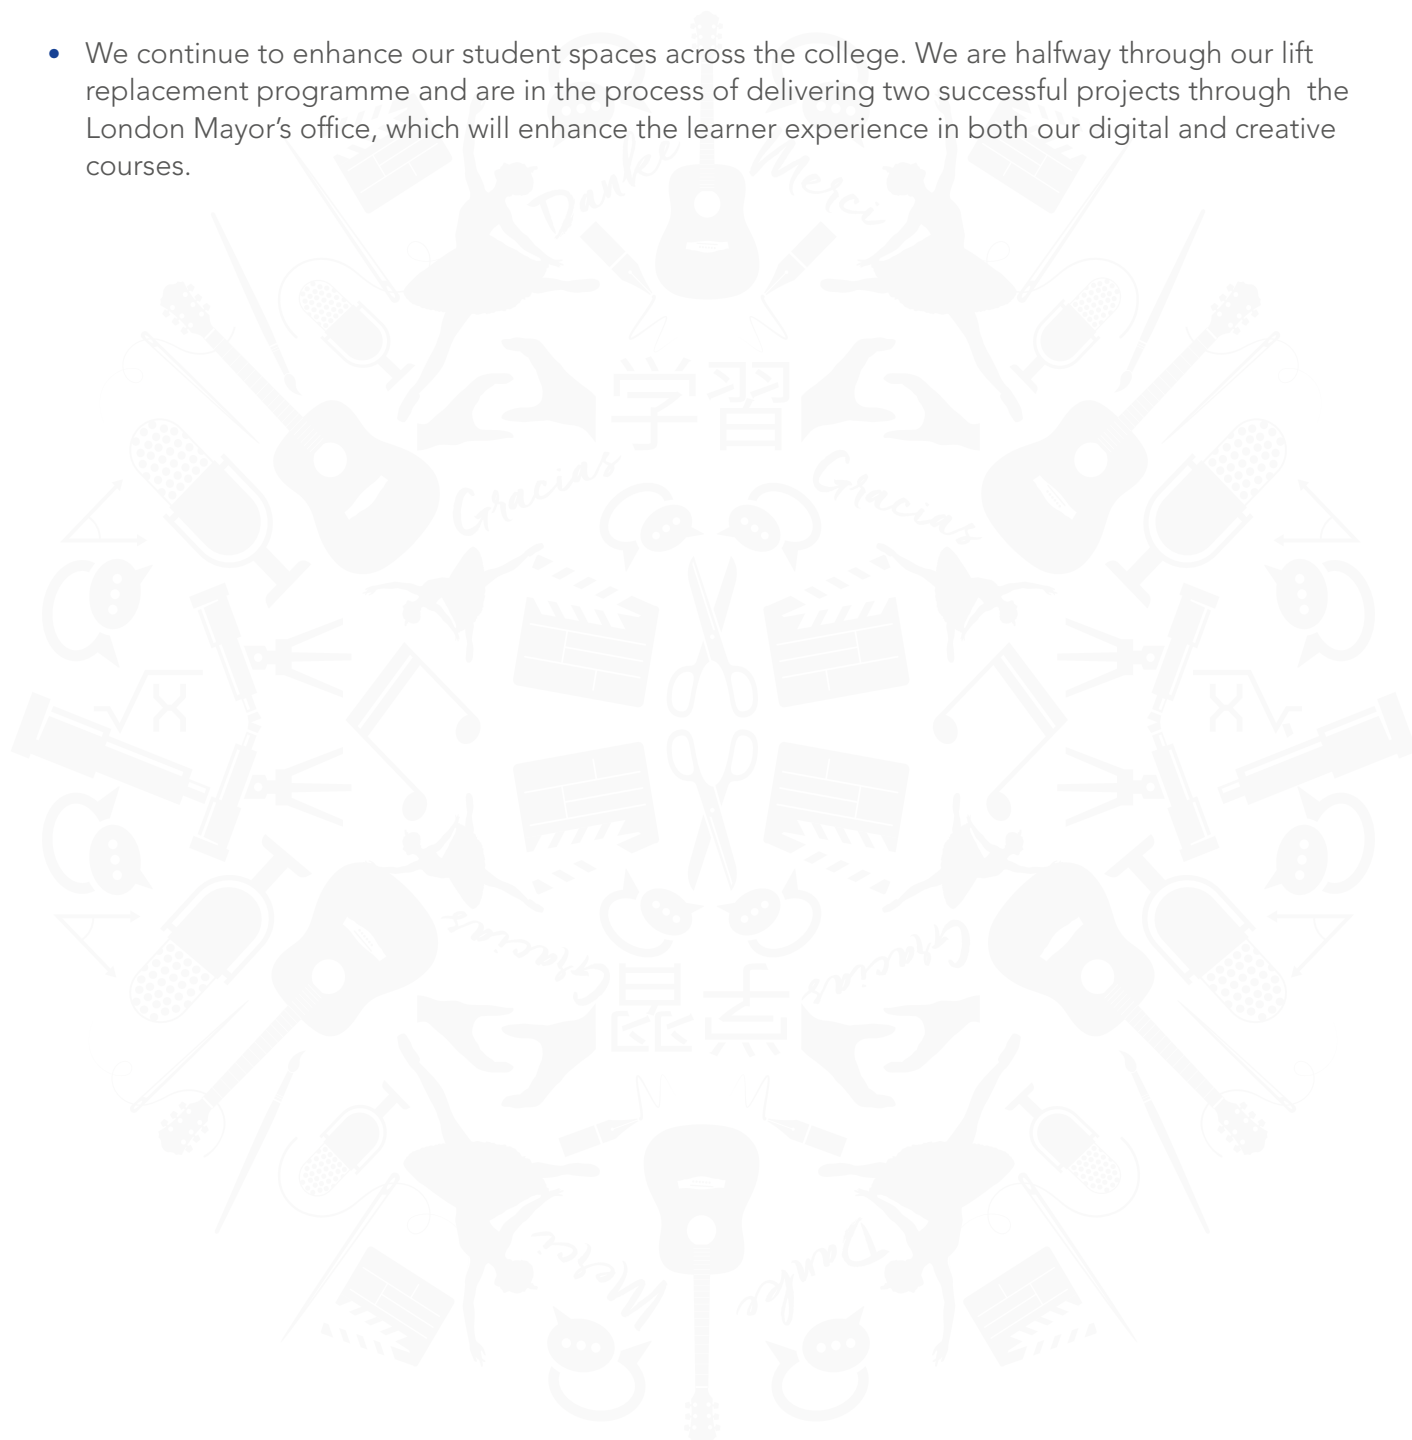 • We continue to enhance our student spaces across the college. We are halfway through our lift
replacement programme and are in the process of delivering two successful projects through the
London Mayor’s office, which will enhance the learner experience in both our digital and creative
courses.
Danke Merci
学習
Gracias Gracias
√x √x
Gracias Gracias
学習
Merci Danke